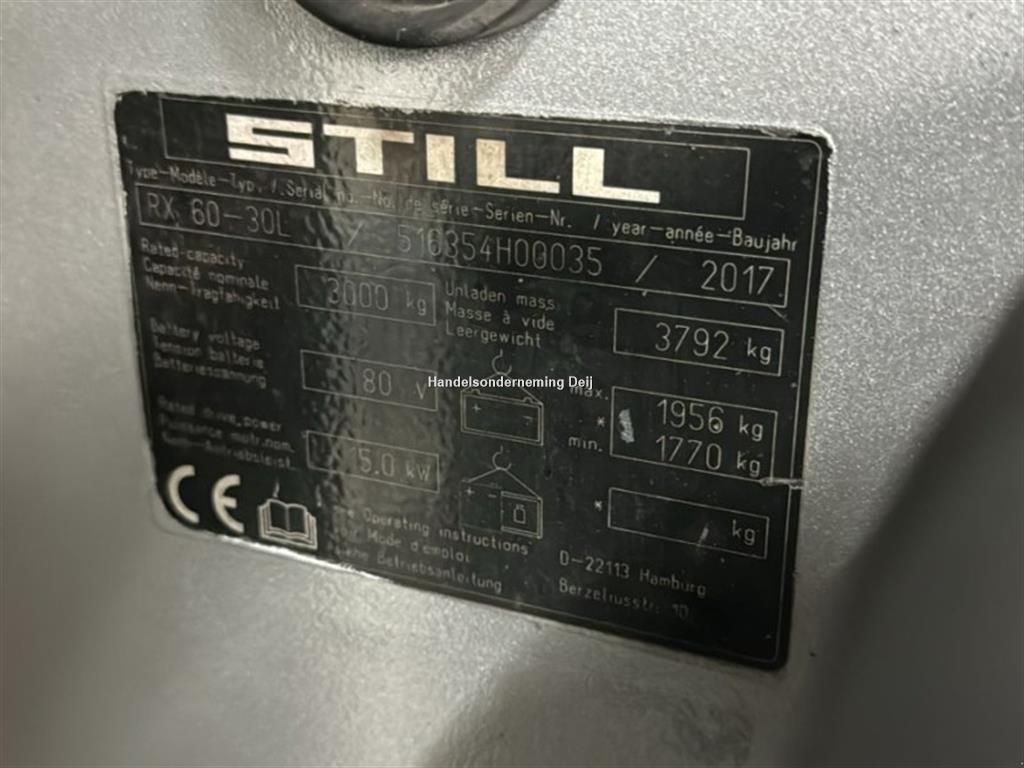 STILL
Type-Modèle-Typ. / Serial no.-No. de série-Serien-Nr. / year-année-Baujahr
RX 60-30L / 516354H00035 / 2017
Rated-capacity
Capacité nominale
Nenn-Tragfähigkeit
3000 kg
Unladen mass
Masse à vide
Leergewicht
3792 kg
Battery voltage
Tension batterie
Batteriespannung
80 V
+ -
max.
* 
min.
1956 kg
1770 kg
Rated drive power
Puissance motr.nom.
Nenn-Antriebsleist.
15.0 kW
+ -
*
kg
CE
Operating instructions
Mode d'emploi
Betriebsanleitung
D-22113 Hamburg
Berzeliusstr. 10
Handelsonderneming Deij